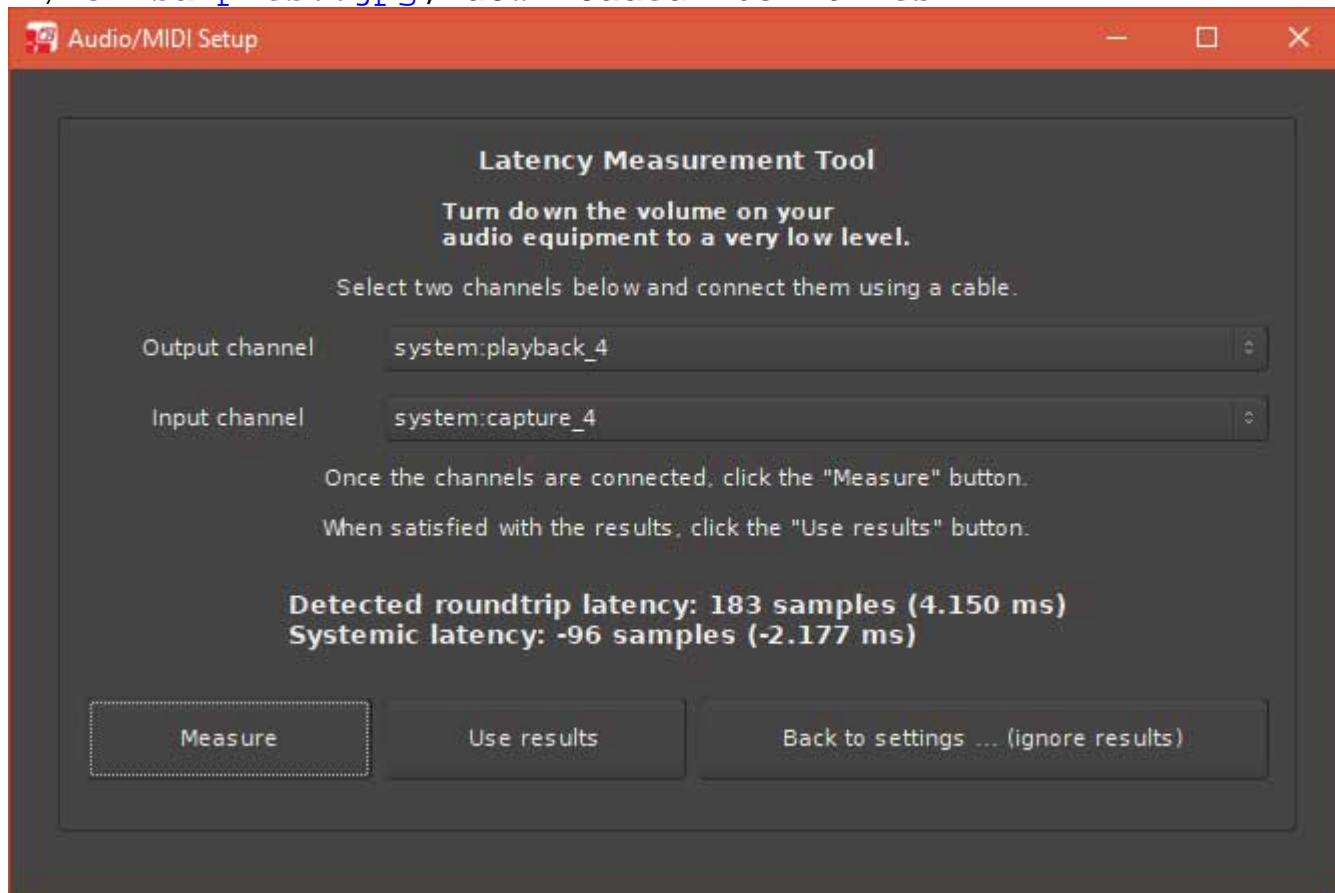 Audio/MIDI Setup
Latency Measurement Tool
Turn down the volume on your
audio equipment to a very low level.
Select two channels below and connect them using a cable.
Output channel system:playback_4
Input channel system:capture_4
Once the channels are connected, click the "Measure" button.
When satisfied with the results, click the "Use results" button.
Detected roundtrip latency: 183 samples (4.150 ms)
Systemic latency: -96 samples (-2.177 ms)
Measure Use results Back to settings ... (ignore results)